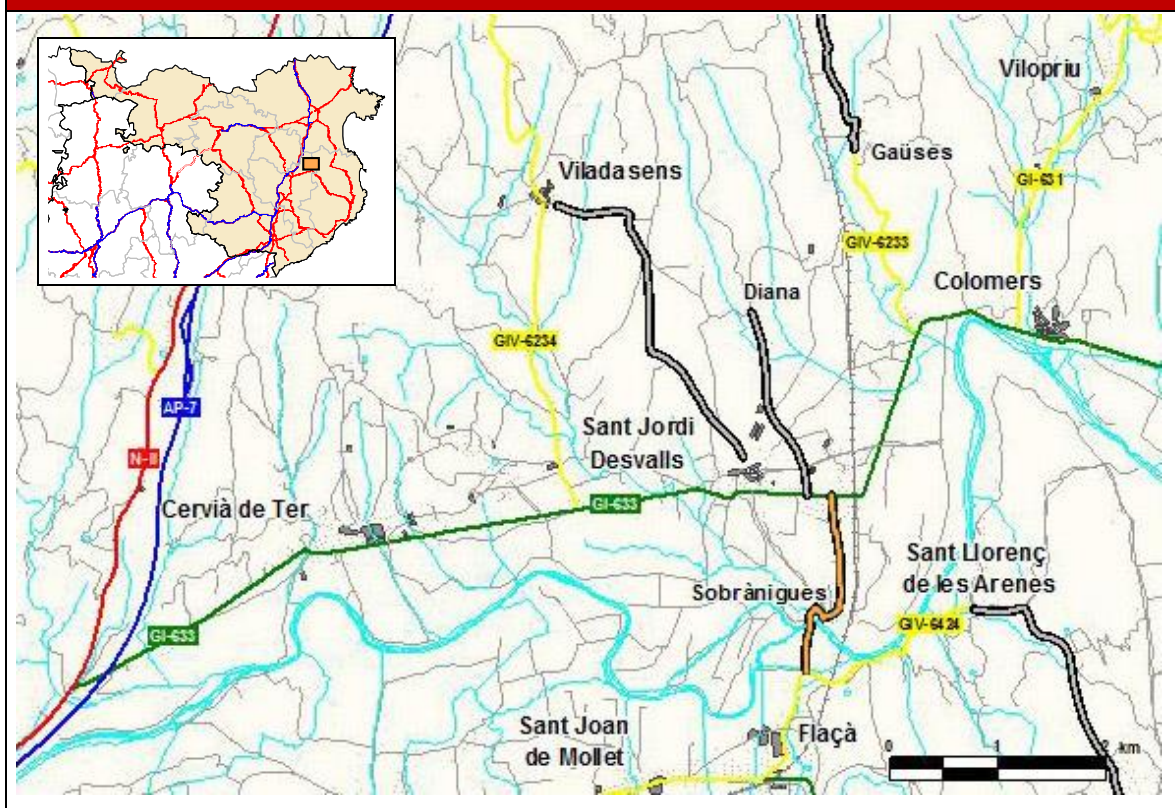 Vilopriu
Gaüses
Viladasens
GI-631
GIV-6233
Diana
Colomers
GIV-6234
AP-7
Sant Jordi
Desvalls
N-II
Cervià de Ter
GI-633
Sant Llorenç
de les Arenes
Sobrànigues
GIV-6424
GI-633
Sant Joan
de Mollet
Flaçà
0 1 2 km